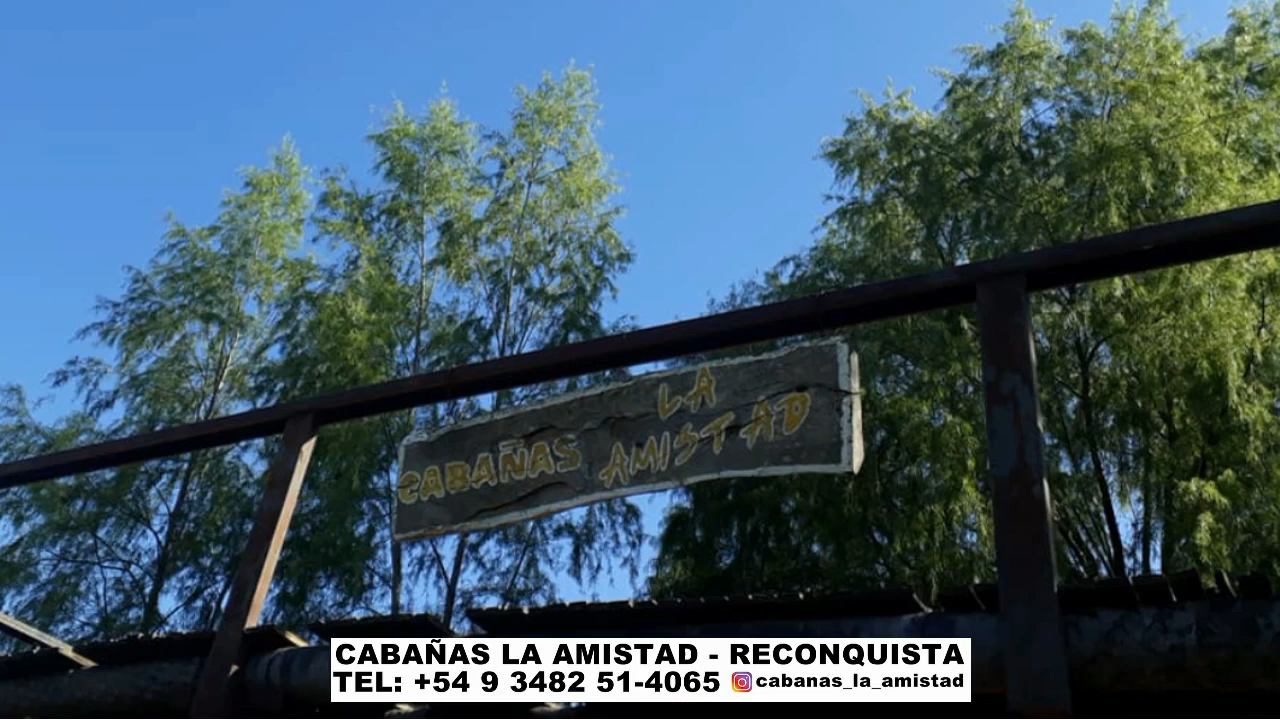 LA
CABAÑAS AMISTAD
CABAÑAS LA AMISTAD - RECONQUISTA
TEL: +54 9 3482 51-4065 cabanas_la_amistad